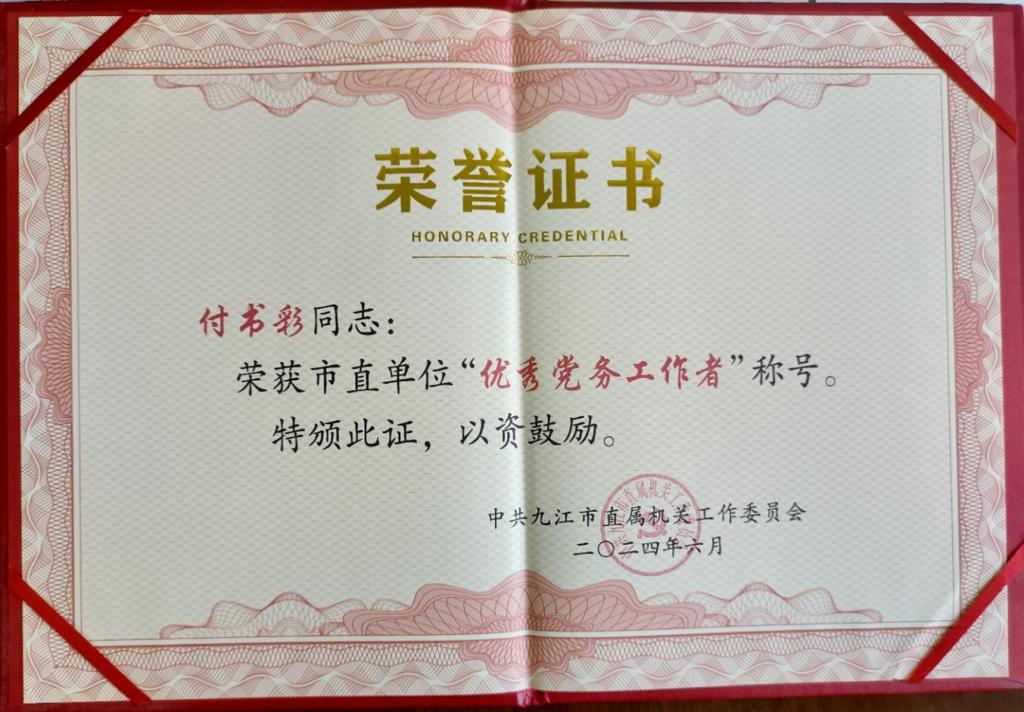 荣誉证书
HONORARY CREDENTIAL
付书彩同志：
荣获市直单位“优秀党务工作者”称号。
特颁此证，以资鼓励。
中共九江市直属机关工作委员会
二〇二四年六月